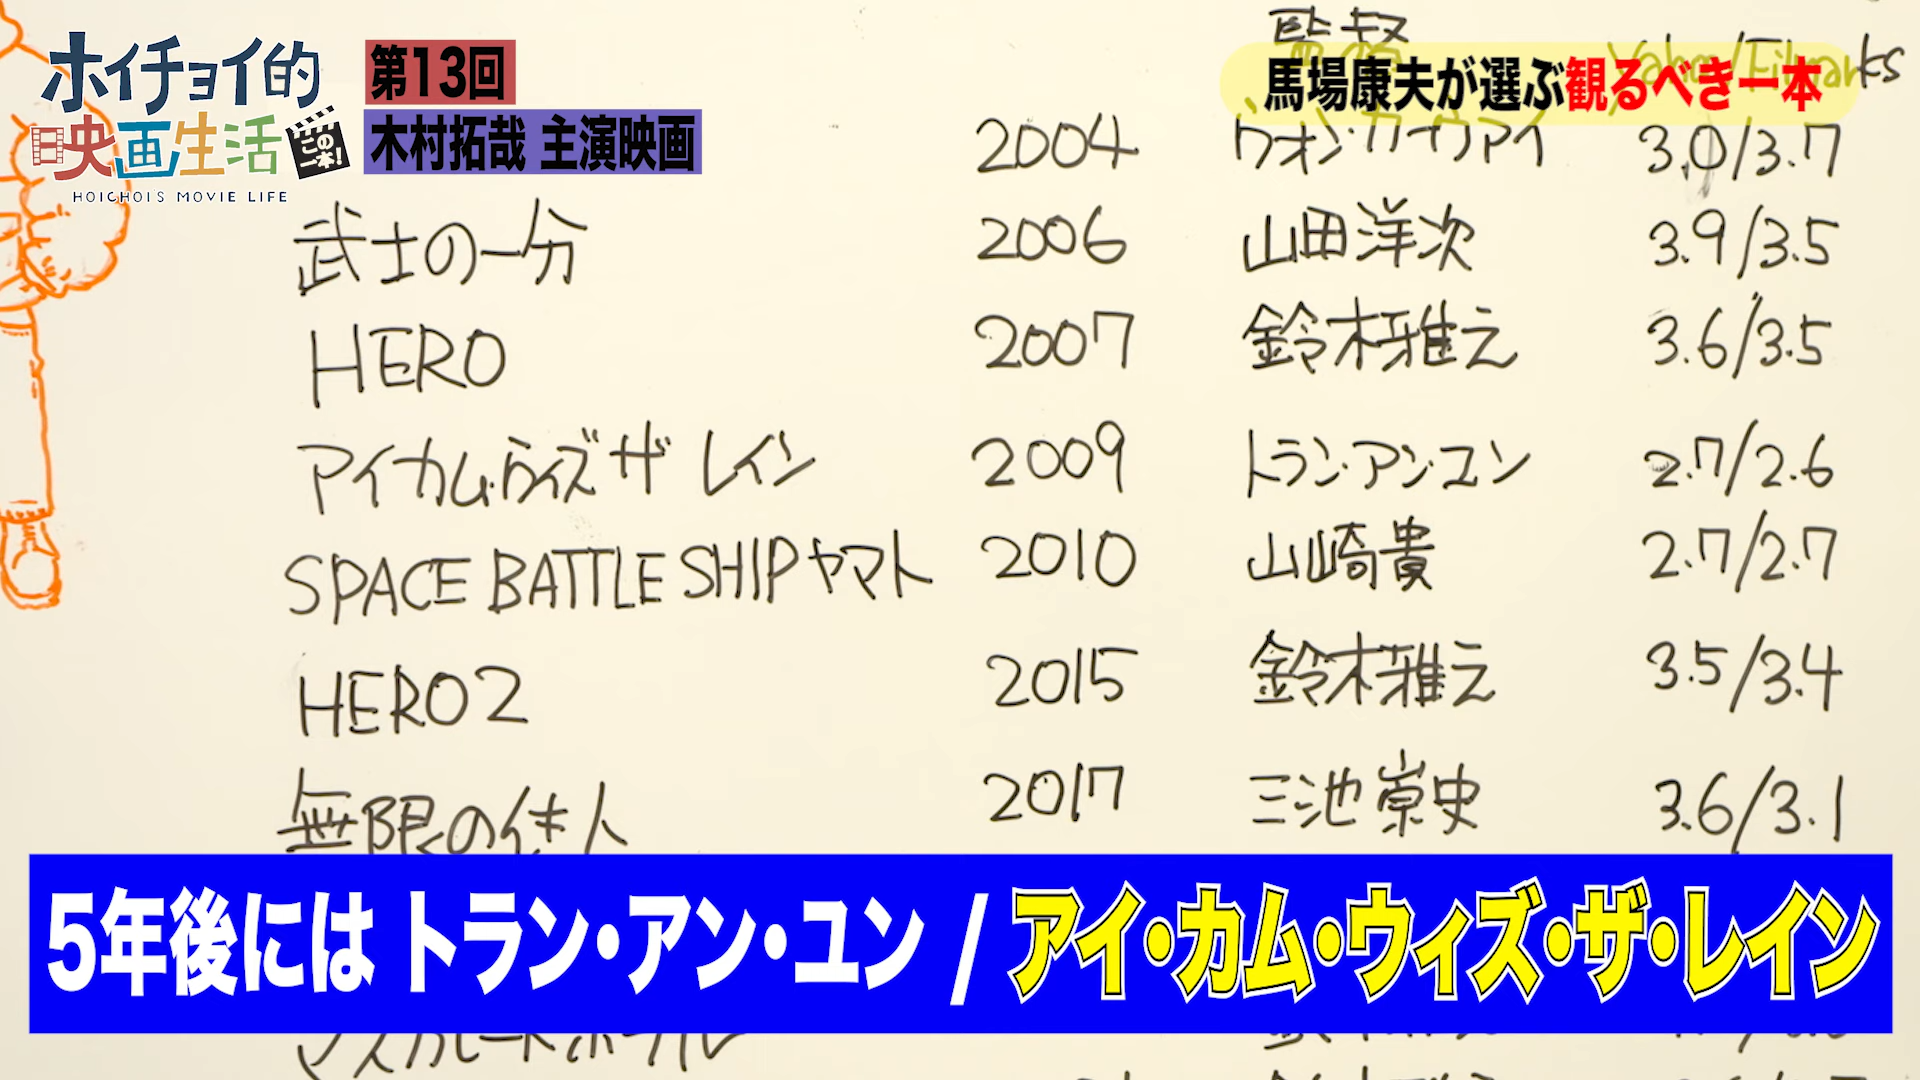 ホイチョイ的
映画生活
この一本!
HOICHOI'S MOVIE LIFE
第13回
木村拓哉 主演映画
監督
馬場康夫が選ぶ観るべき一本
2004 ウォン・カーウァイ 3.0/3.7
武士の一分 2006 山田洋次 3.9/3.5
HERO 2007 鈴木雅之 3.6/3.5
アイカム・ウィズ ザ レイン 2009 トラン・アン・ユン 2.7/2.6
SPACE BATTLE SHIP ヤマト 2010 山崎貴 2.7/2.7
HERO2 2015 鈴木雅之 3.5/3.4
無限の住人 2017 三池崇史 3.6/3.1
5年後には トラン・アン・ユン / アイ・カム・ウィズ・ザ・レイン